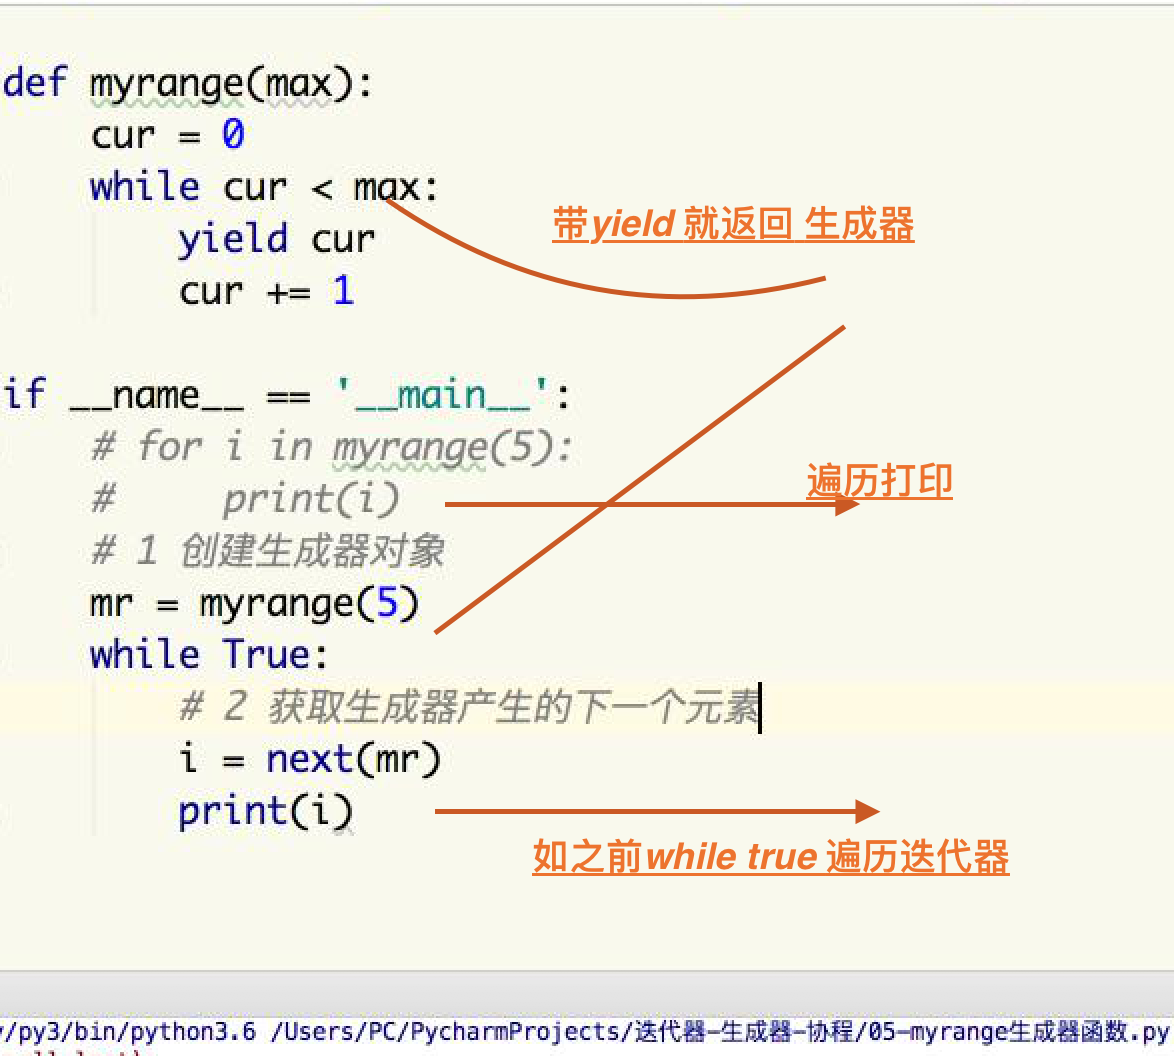 def myrange(max):
cur = 0
while cur < max:
带yield 就返回 生成器
yield cur
cur += 1
if __name__ == '__main__':
# for i in myrange(5):
遍历打印
#    print(i)
# 1 创建生成器对象
mr = myrange(5)
while True:
# 2 获取生成器产生的下一个元素
i = next(mr)
print(i)
如之前while true 遍历迭代器
/py3/bin/python3.6 /Users/PC/PycharmProjects/迭代器-生成器-协程/05-myrange生成器函数.py